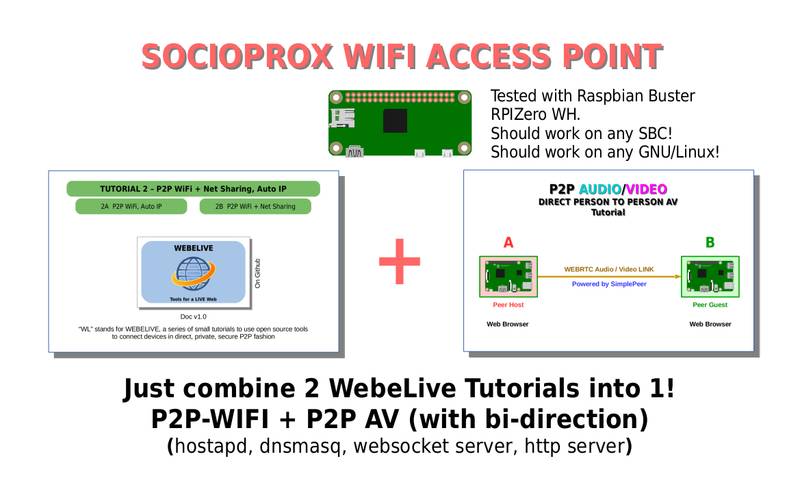 SOCIOPROX WIFI ACCESS POINT
Tested with Raspbian Buster
RPIZero WH.
Should work on any SBC!
Should work on any GNU/Linux!
TUTORIAL 2 – P2P WiFi + Net Sharing, Auto IP
2A P2P WiFi, Auto IP
2B P2P WiFi + Net Sharing
WEBELIVE
Tools for a LIVE Web
On Github
Doc v1.0
"WL" stands for WEBELIVE, a series of small tutorials to use open source tools
to connect devices in direct, private, secure P2P fashion
+
P2P AUDIO/VIDEO
DIRECT PERSON TO PERSON AV
Tutorial
A
B
WEBRTC Audio / Video LINK
Powered by SimplePeer
Peer Host
Peer Guest
Web Browser
Web Browser
Just combine 2 WebeLive Tutorials into 1!
P2P-WIFI + P2P AV (with bi-direction)
(hostapd, dnsmasq, websocket server, http server)